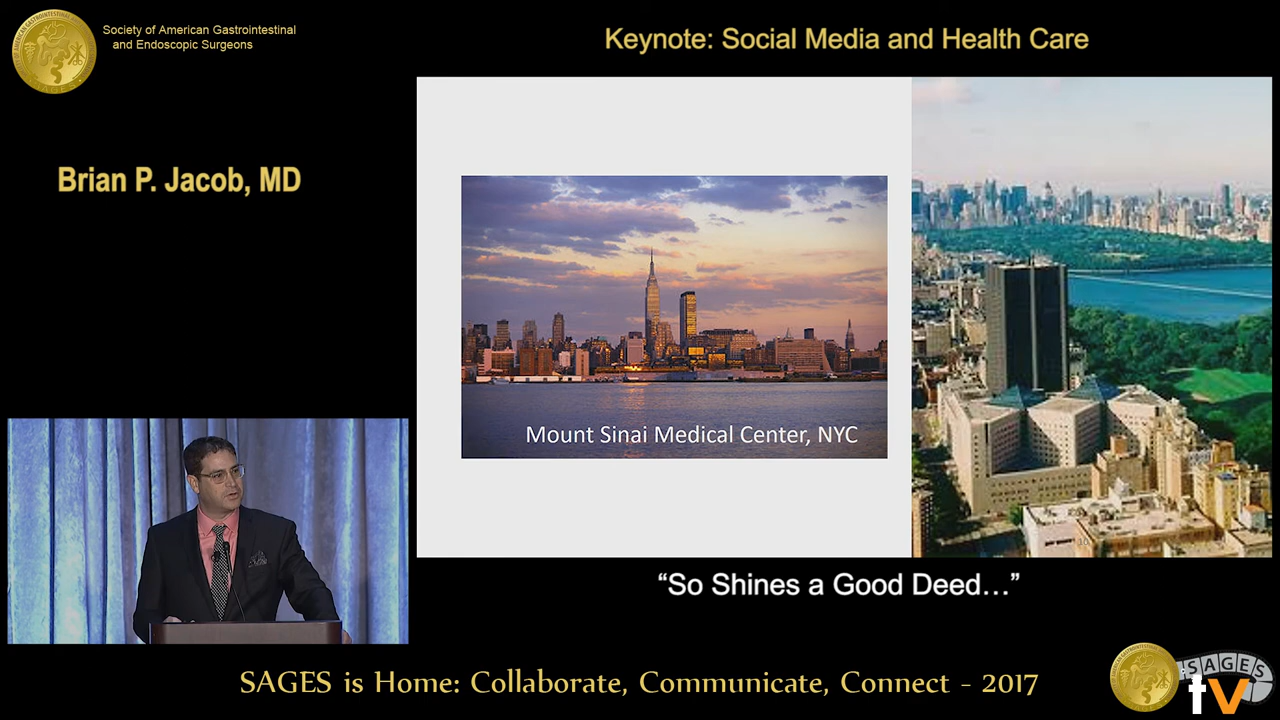 Society of American Gastrointestinal
and Endoscopic Surgeons
Keynote: Social Media and Health Care
Brian P. Jacob, MD
Mount Sinai Medical Center, NYC
10
“So Shines a Good Deed…”
SAGES is Home: Collaborate, Communicate, Connect - 2017
SAGES
tv